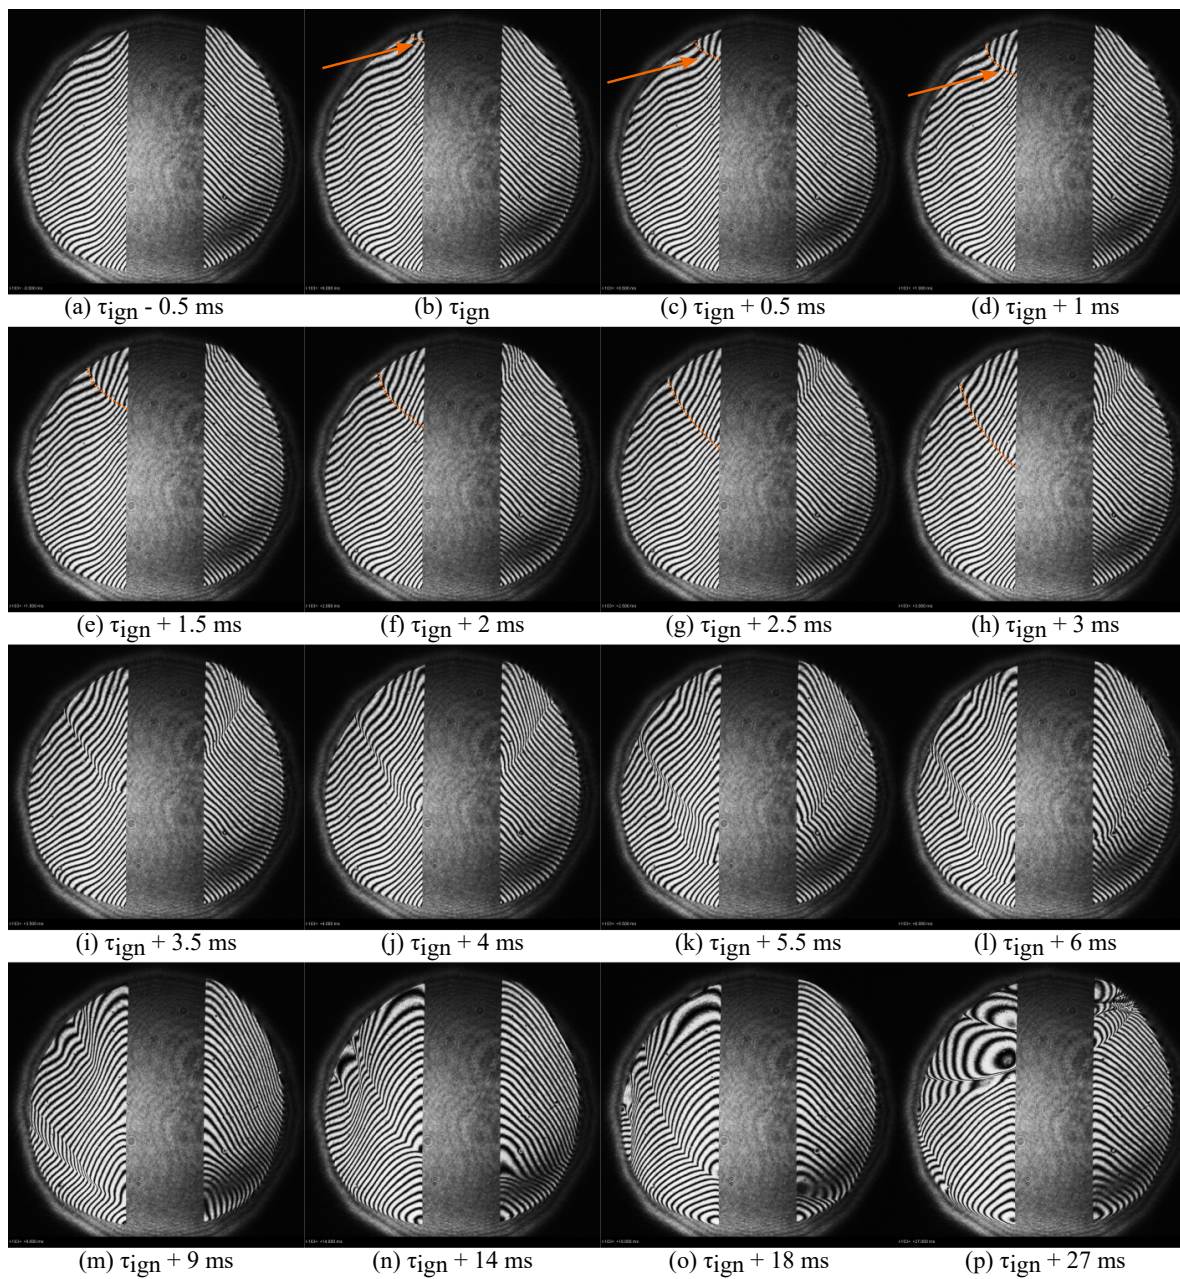 (a) τign - 0.5 ms
(b) τign
(c) τign + 0.5 ms
(d) τign + 1 ms
(e) τign + 1.5 ms
(f) τign + 2 ms
(g) τign + 2.5 ms
(h) τign + 3 ms
(i) τign + 3.5 ms
(j) τign + 4 ms
(k) τign + 5.5 ms
(l) τign + 6 ms
(m) τign + 9 ms
(n) τign + 14 ms
(o) τign + 18 ms
(p) τign + 27 ms